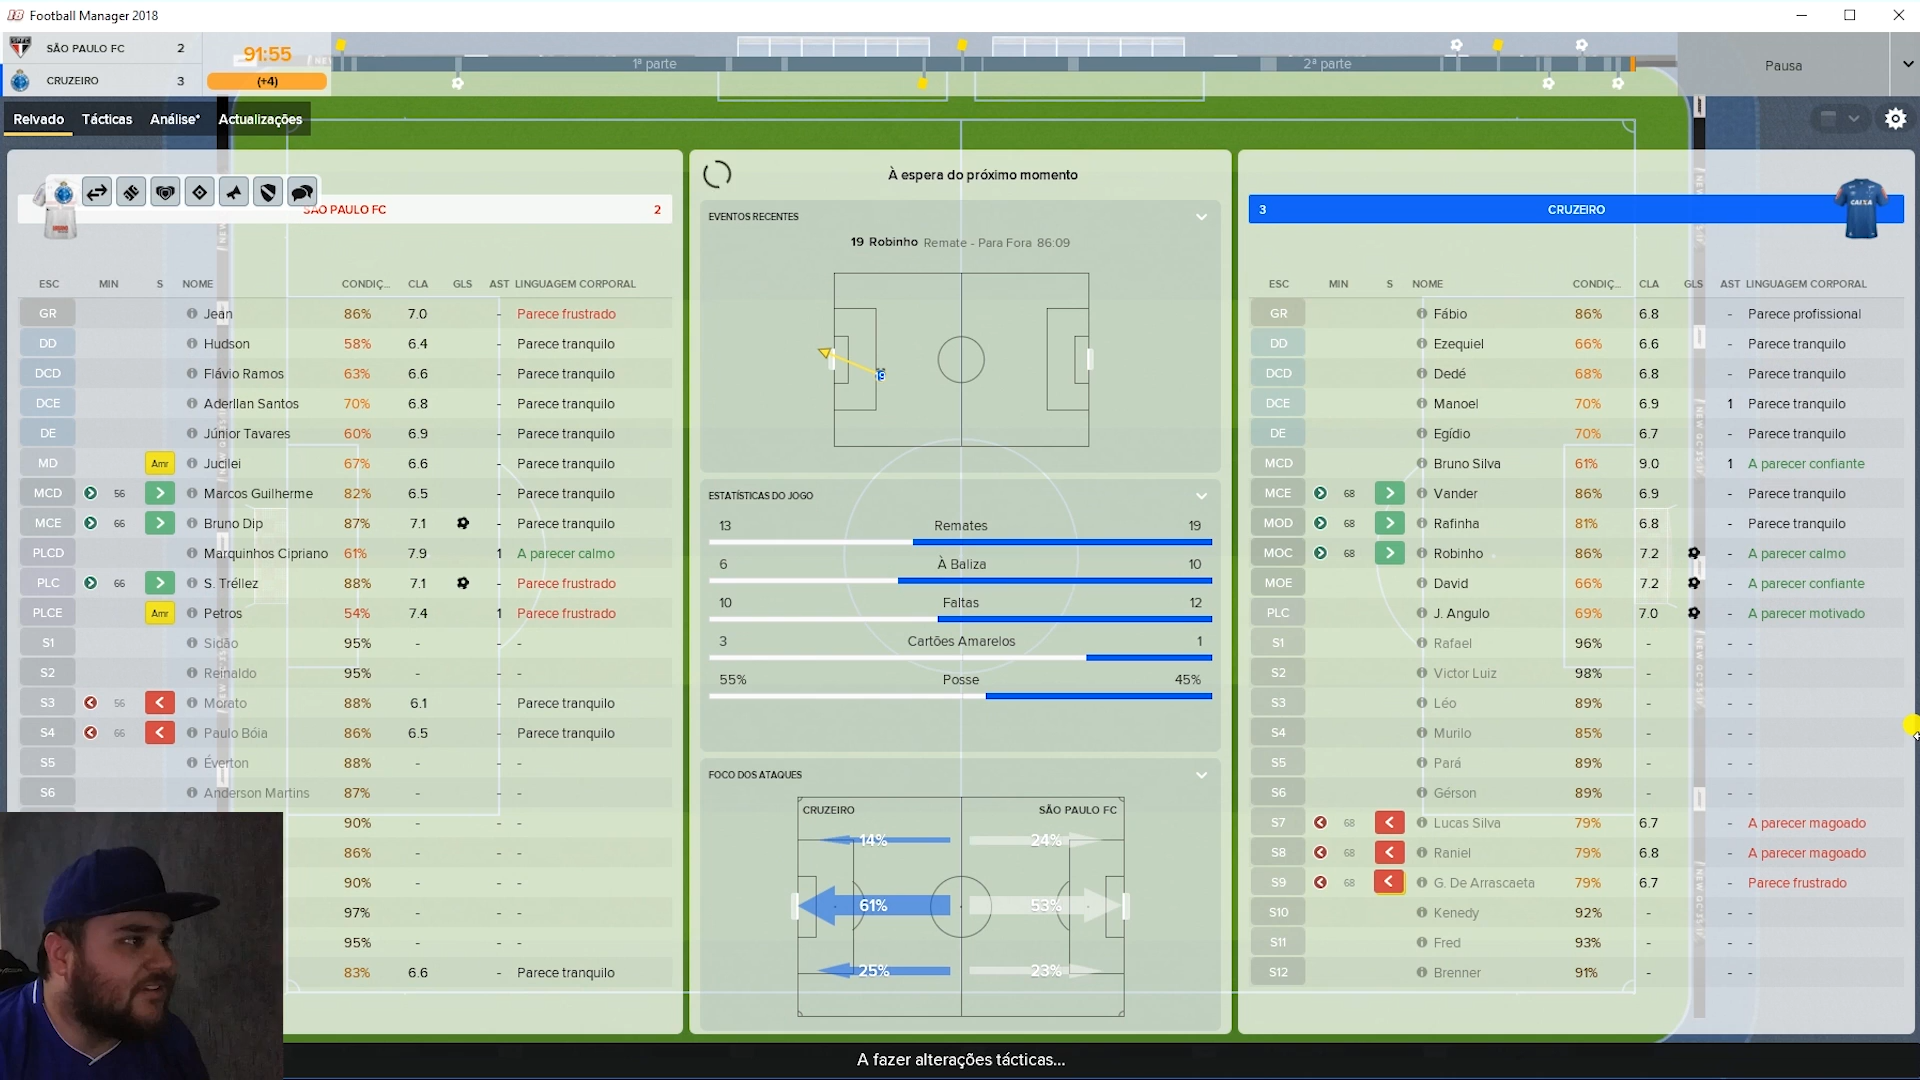 Football Manager 2018
SÃO PAULO FC 2
CRUZEIRO 3
91:55
(+4)
1ª parte
2ª parte
Pausa
Relvado Tácticas Análise* Actualizações
SÃO PAULO FC 2
ESC MIN S NOME CONDIÇ... CLA GLS AST LINGUAGEM CORPORAL
GR Jean 86% 7.0 - Parece frustrado
DD Hudson 58% 6.4 - Parece tranquilo
DCD Flávio Ramos 63% 6.6 - Parece tranquilo
DCE Aderllan Santos 70% 6.8 - Parece tranquilo
DE Júnior Tavares 60% 6.9 - Parece tranquilo
MD Amr Jucilei 67% 6.6 - Parece tranquilo
MCD 56 Marcos Guilherme 82% 6.5 - Parece tranquilo
MCE 66 Bruno Dip 87% 7.1 - Parece tranquilo
PLCD Marquinhos Cipriano 61% 7.9 1 A parecer calmo
PLC 66 S. Tréllez 88% 7.1 - Parece frustrado
PLCE Amr Petros 54% 7.4 1 Parece frustrado
S1 Sidão 95% - - -
S2 Reinaldo 95% - - -
S3 56 Morato 88% 6.1 - Parece tranquilo
S4 66 Paulo Bóia 86% 6.5 - Parece tranquilo
S5 Éverton 88% - - -
S6 Anderson Martins 87% - - -
90% - - -
86% - - -
90% - - -
97% - - -
95% - - -
83% 6.6 - Parece tranquilo
À espera do próximo momento
EVENTOS RECENTES
19 Robinho Remate - Para Fora 86:09
19
ESTATÍSTICAS DO JOGO
13 Remates 19
6 À Baliza 10
10 Faltas 12
3 Cartões Amarelos 1
55% Posse 45%
FOCO DOS ATAQUES
CRUZEIRO SÃO PAULO FC
14% 24%
61% 53%
25% 23%
3 CRUZEIRO
CAIXA
ESC MIN S NOME CONDIÇ... CLA GLS AST LINGUAGEM CORPORAL
GR Fábio 86% 6.8 - Parece profissional
DD Ezequiel 66% 6.6 - Parece tranquilo
DCD Dedé 68% 6.8 - Parece tranquilo
DCE Manoel 70% 6.9 1 Parece tranquilo
DE Egídio 70% 6.7 - Parece tranquilo
MCD Bruno Silva 61% 9.0 1 A parecer confiante
MCE 68 Vander 86% 6.9 - Parece tranquilo
MOD 68 Rafinha 81% 6.8 - Parece tranquilo
MOC 68 Robinho 86% 7.2 - A parecer calmo
MOE David 66% 7.2 - A parecer confiante
PLC J. Angulo 69% 7.0 - A parecer motivado
S1 Rafael 96% - - -
S2 Victor Luiz 98% - - -
S3 Léo 89% - - -
S4 Murilo 85% - - -
S5 Pará 89% - - -
S6 Gérson 89% - - -
S7 68 Lucas Silva 79% 6.7 - A parecer magoado
S8 68 Raniel 79% 6.8 - A parecer magoado
S9 68 G. De Arrascaeta 79% 6.7 - Parece frustrado
S10 Kenedy 92% - - -
S11 Fred 93% - - -
S12 Brenner 91% - - -
A fazer alterações tácticas...